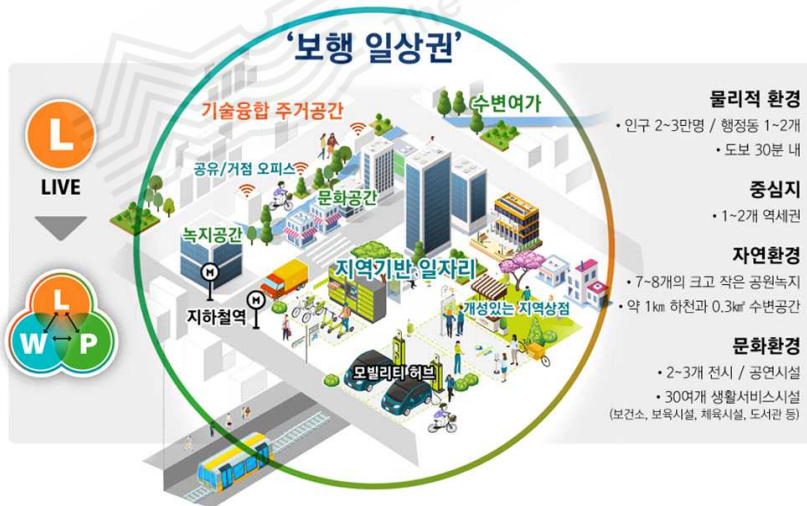 The
'보행 일상권'
L
LIVE
L
W P
기술융합 주거공간
수변여가
공유/거점 오피스
문화공간
녹지공간
지역기반 일자리
M
지하철역
M
개성있는 지역상점
모빌리티 허브
물리적 환경
• 인구 2~3만명 / 행정동 1~2개
• 도보 30분 내
중심지
• 1~2개 역세권
자연환경
• 7~8개의 크고 작은 공원녹지
• 약 1km 하천과 0.3㎢ 수변공간
문화환경
• 2~3개 전시 / 공연시설
• 30여개 생활서비스시설
(보건소, 보육시설, 체육시설, 도서관 등)